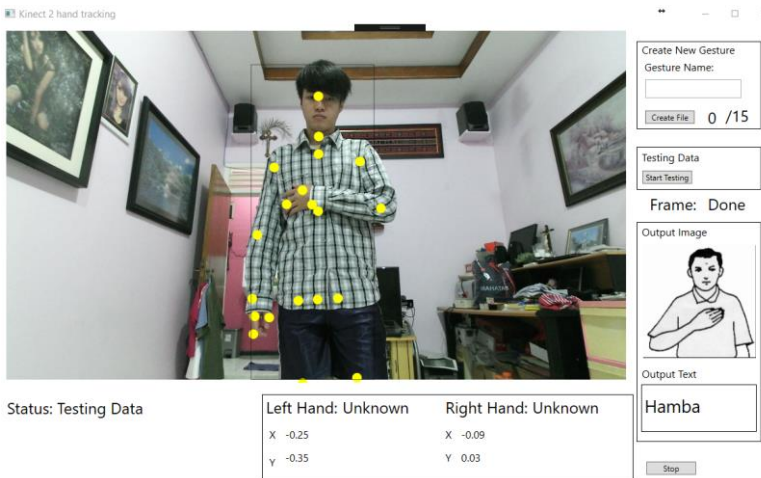 Kinect 2 hand tracking
Create New Gesture
Gesture Name:
Create File 0 /15
Testing Data
Start Testing
Frame: Done
Output Image
Output Text
Hamba
Status: Testing Data
Left Hand: Unknown Right Hand: Unknown
X -0.25 X -0.09
Y -0.35 Y 0.03
Stop